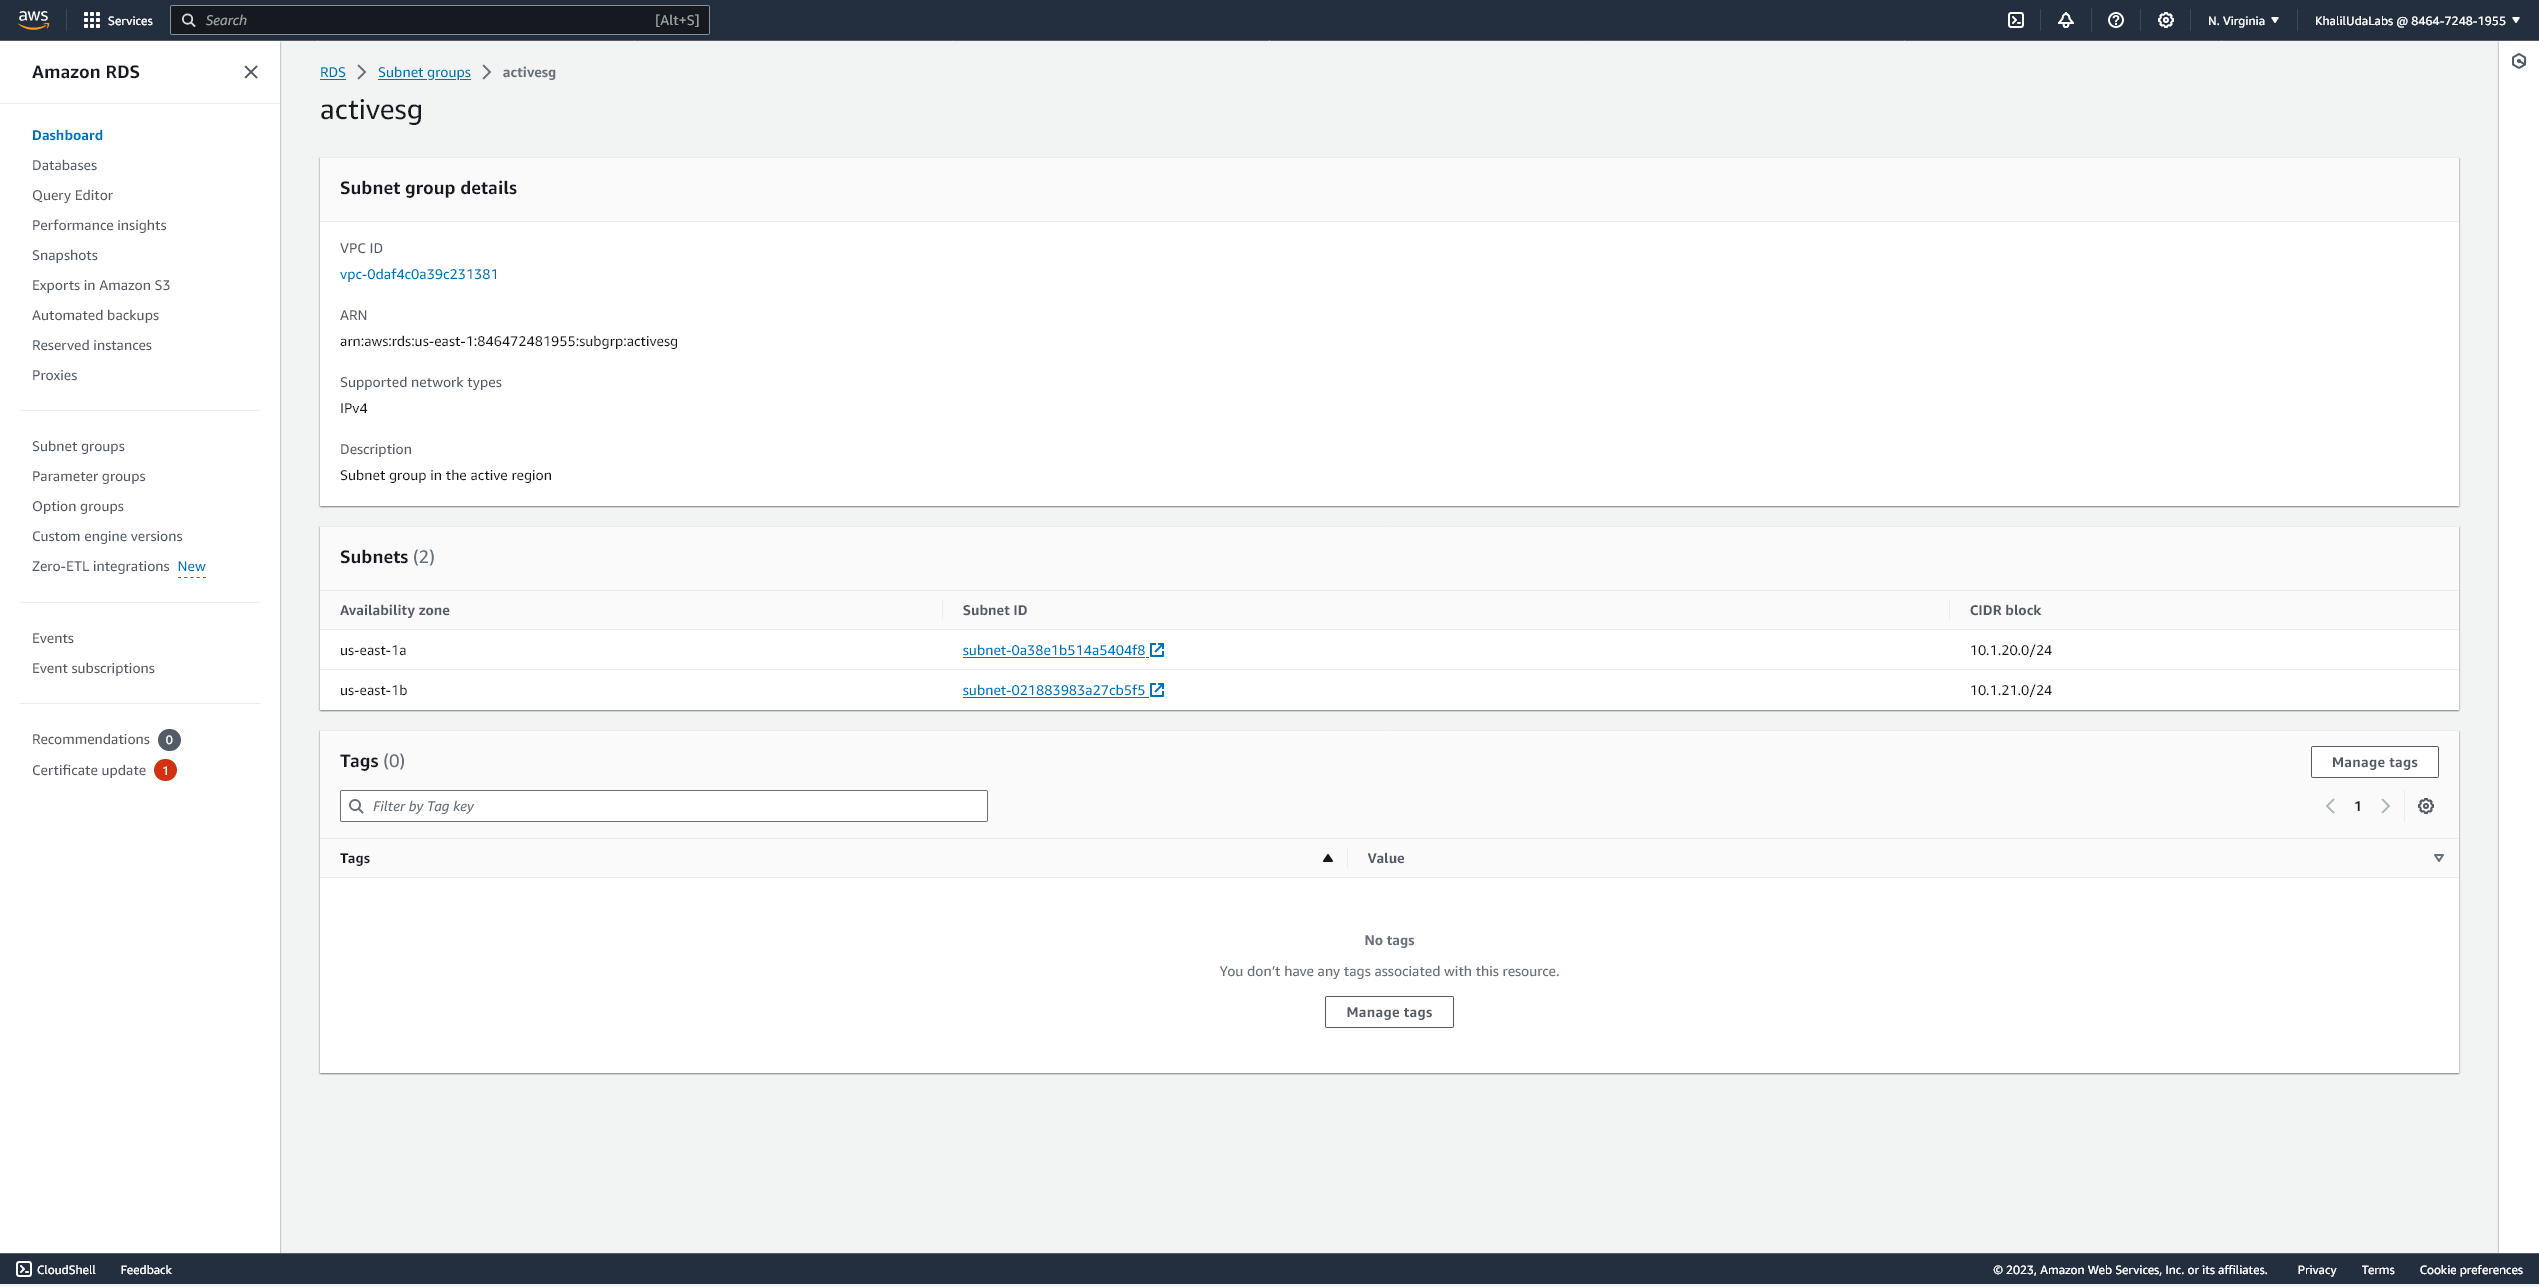 aws Services Search [Alt+S] N. Virginia KhalilUdaLabs @ 8464-7248-1955
Amazon RDS
Dashboard
Databases
Query Editor
Performance insights
Snapshots
Exports in Amazon S3
Automated backups
Reserved instances
Proxies
Subnet groups
Parameter groups
Option groups
Custom engine versions
Zero-ETL integrations New
Events
Event subscriptions
Recommendations 0
Certificate update 1
RDS Subnet groups activesg
activesg
Subnet group details
VPC ID
vpc-0daf4c0a39c231381
ARN
arn:aws:rds:us-east-1:846472481955:subgrp:activesg
Supported network types
IPv4
Description
Subnet group in the active region
Subnets (2)
Availability zone Subnet ID CIDR block
us-east-1a subnet-0a38e1b514a5404f8 10.1.20.0/24
us-east-1b subnet-021883983a27cb5f5 10.1.21.0/24
Tags (0) Manage tags
Filter by Tag key 1
Tags Value
No tags
You don't have any tags associated with this resource.
Manage tags
CloudShell Feedback © 2023, Amazon Web Services, Inc. or its affiliates. Privacy Terms Cookie preferences